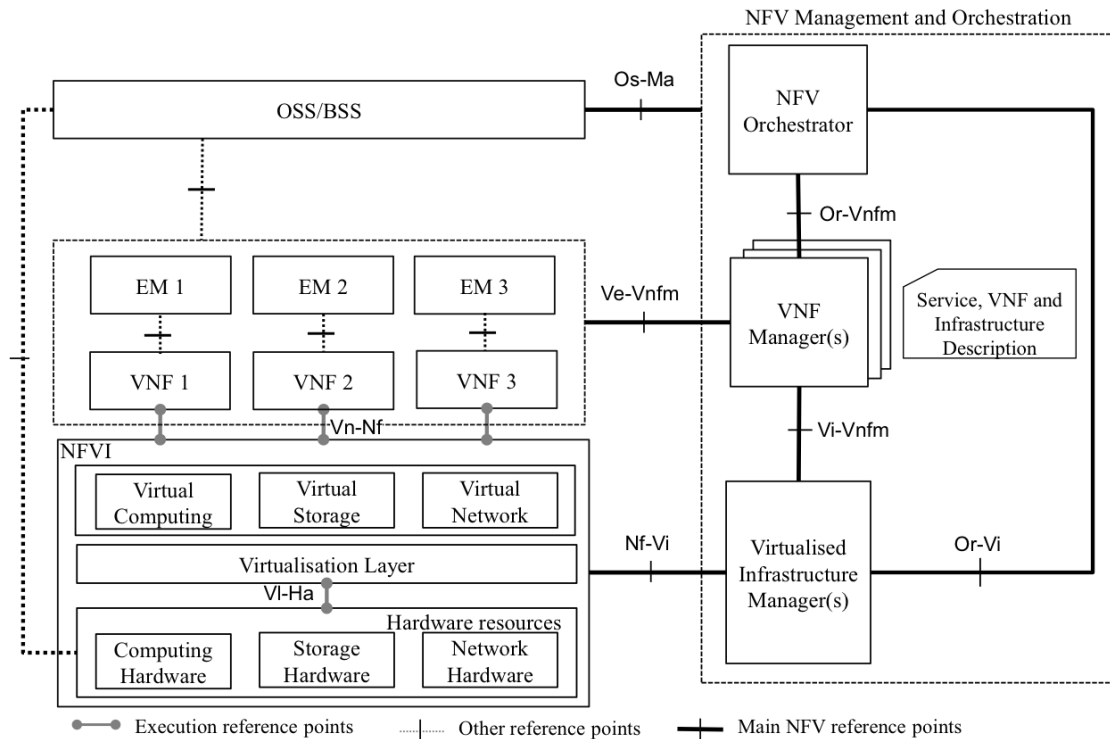 NFV Management and Orchestration
Os-Ma
OSS/BSS
NFV
Orchestrator
Or-Vnfm
EM 1
EM 2
EM 3
Ve-Vnfm
VNF
Manager(s)
Service, VNF and
Infrastructure
Description
VNF 1
VNF 2
VNF 3
Vn-Nf
Vi-Vnfm
NFVI
Virtual
Computing
Virtual
Storage
Virtual
Network
Virtualisation Layer
Nf-Vi
Virtualised
Infrastructure
Manager(s)
Or-Vi
Vl-Ha
Hardware resources
Computing
Hardware
Storage
Hardware
Network
Hardware
Execution reference points
Other reference points
Main NFV reference points